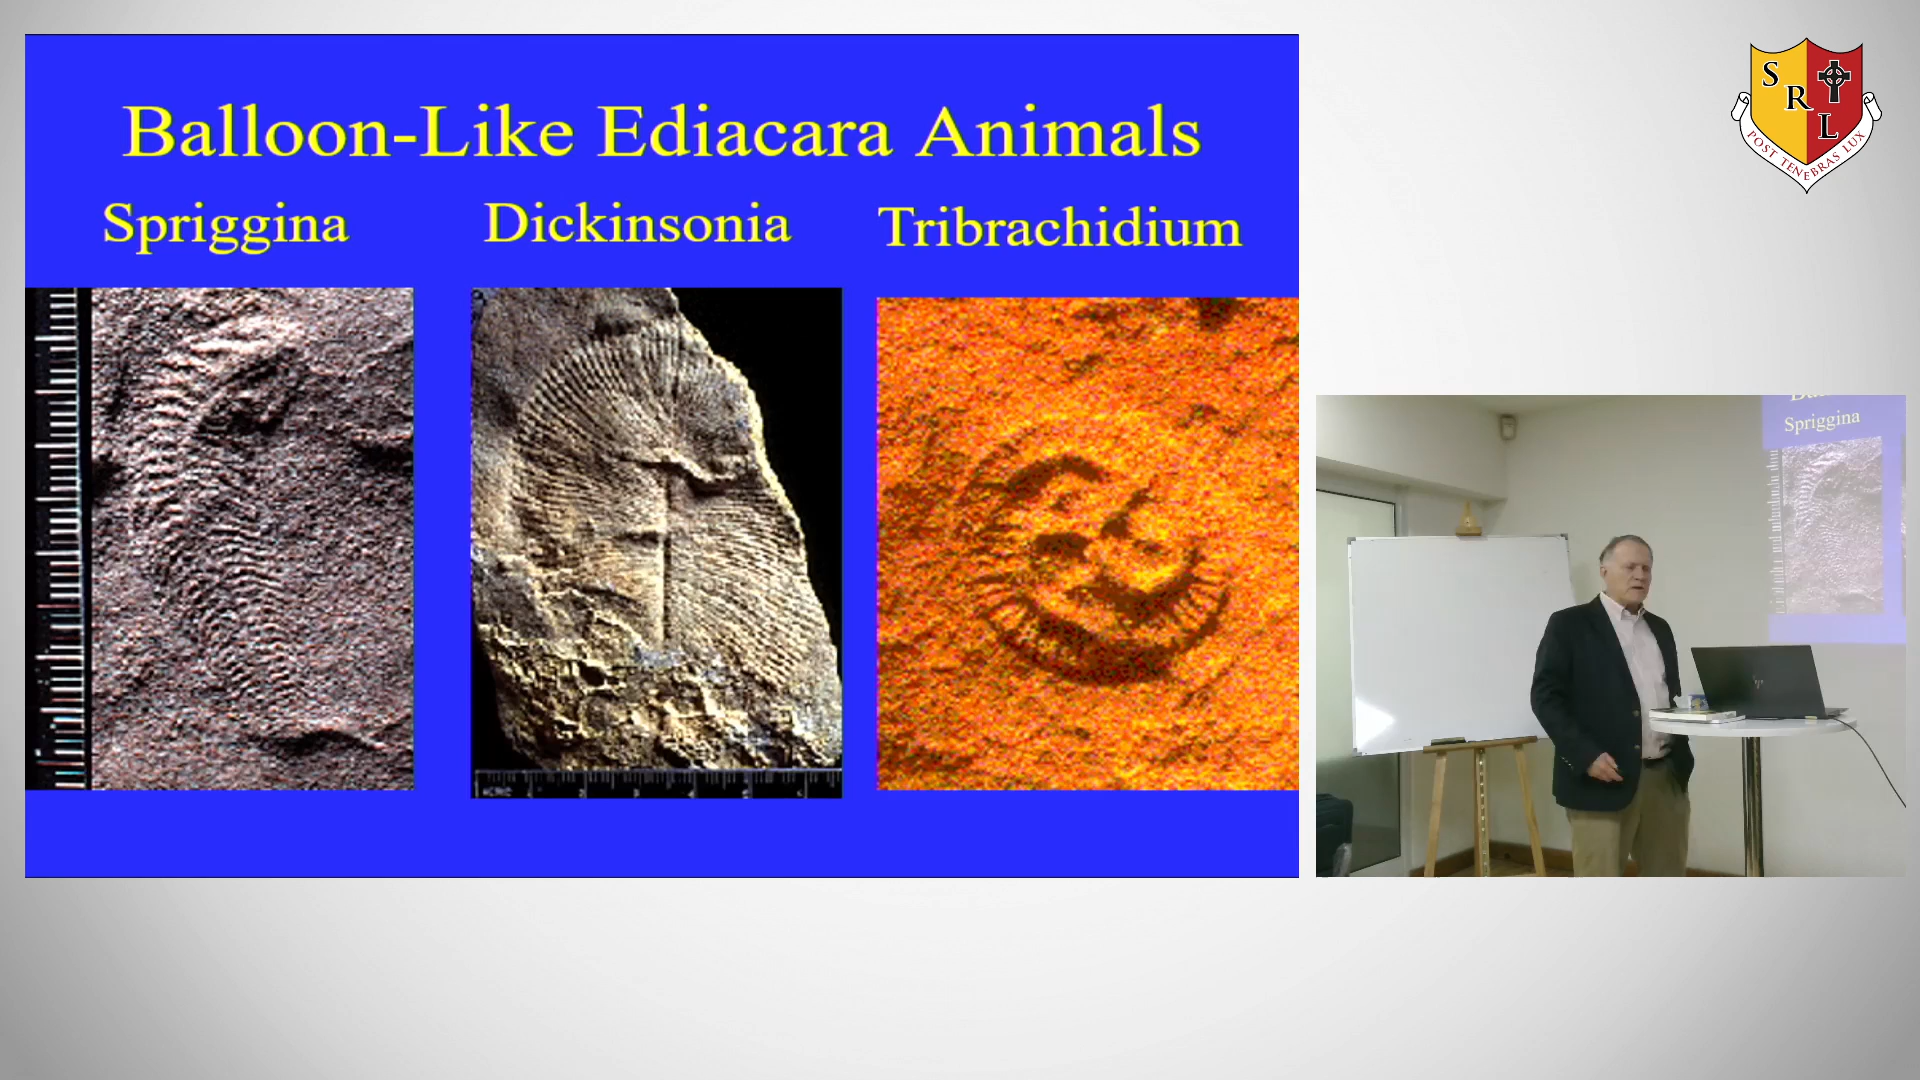 Balloon-Like Ediacara Animals
Spriggina
Dickinsonia
Tribrachidium
S
R
L
POST TENEBRAS LUX
Spriggina